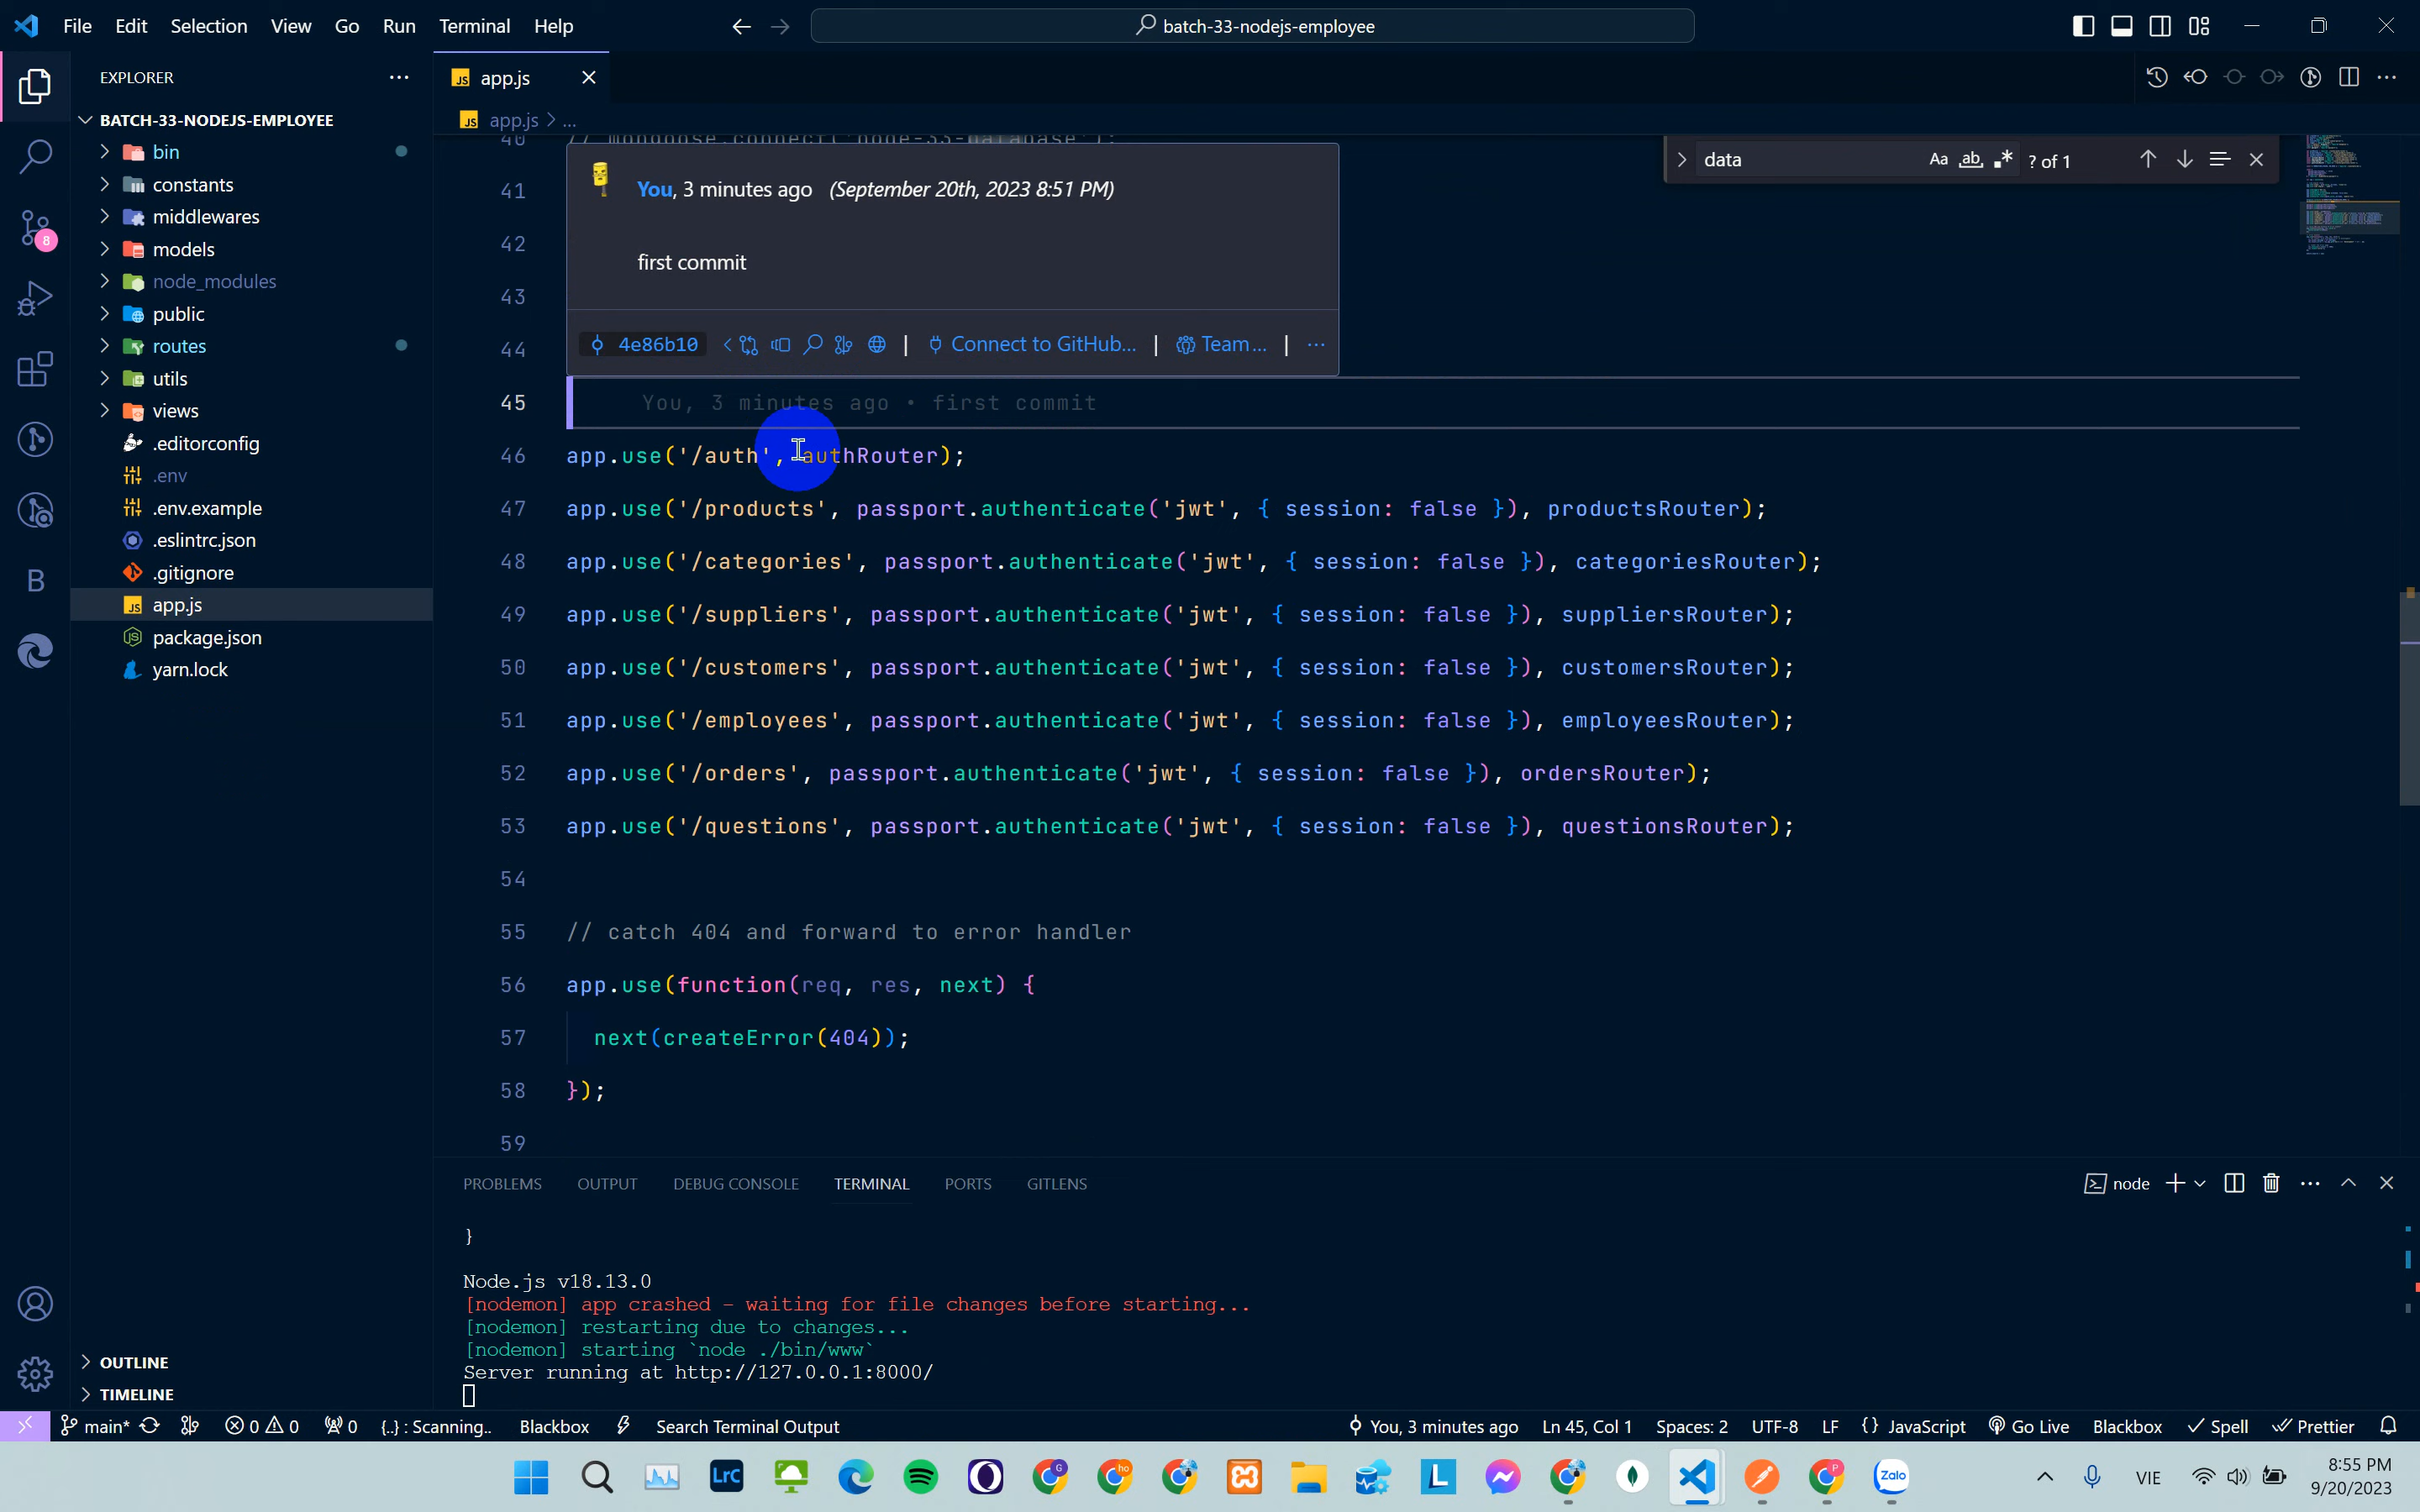 File Edit Selection View Go Run Terminal Help
batch-33-nodejs-employee
EXPLORER
BATCH-33-NODEJS-EMPLOYEE
bin
constants
middlewares
models
node_modules
public
routes
utils
views
.editorconfig
.env
.env.example
.eslintrc.json
.gitignore
app.js
package.json
yarn.lock
OUTLINE
TIMELINE
8
B
app.js
app.js > ...
data Aa ab ? of 1
40 // mongoose.connect('node-33-database');
You, 3 minutes ago (September 20th, 2023 8:51 PM)
first commit
4e86b10 | Connect to GitHub... | Team... | ...
41
42
43
44
45 You, 3 minutes ago • first commit
46 app.use('/auth', authRouter);
47 app.use('/products', passport.authenticate('jwt', { session: false }), productsRouter);
48 app.use('/categories', passport.authenticate('jwt', { session: false }), categoriesRouter);
49 app.use('/suppliers', passport.authenticate('jwt', { session: false }), suppliersRouter);
50 app.use('/customers', passport.authenticate('jwt', { session: false }), customersRouter);
51 app.use('/employees', passport.authenticate('jwt', { session: false }), employeesRouter);
52 app.use('/orders', passport.authenticate('jwt', { session: false }), ordersRouter);
53 app.use('/questions', passport.authenticate('jwt', { session: false }), questionsRouter);
54
55 // catch 404 and forward to error handler
56 app.use(function(req, res, next) {
57 next(createError(404));
58 });
59
PROBLEMS OUTPUT DEBUG CONSOLE TERMINAL PORTS GITLENS
node
}
Node.js v18.13.0
[nodemon] app crashed - waiting for file changes before starting...
[nodemon] restarting due to changes...
[nodemon] starting `node ./bin/www`
Server running at http://127.0.0.1:8000/
main* 0 0 0 {..} : Scanning.. Blackbox Search Terminal Output You, 3 minutes ago Ln 45, Col 1 Spaces: 2 UTF-8 LF {} JavaScript Go Live Blackbox Spell Prettier
LrC G ho L P Zalo VIE 8:55 PM
9/20/2023